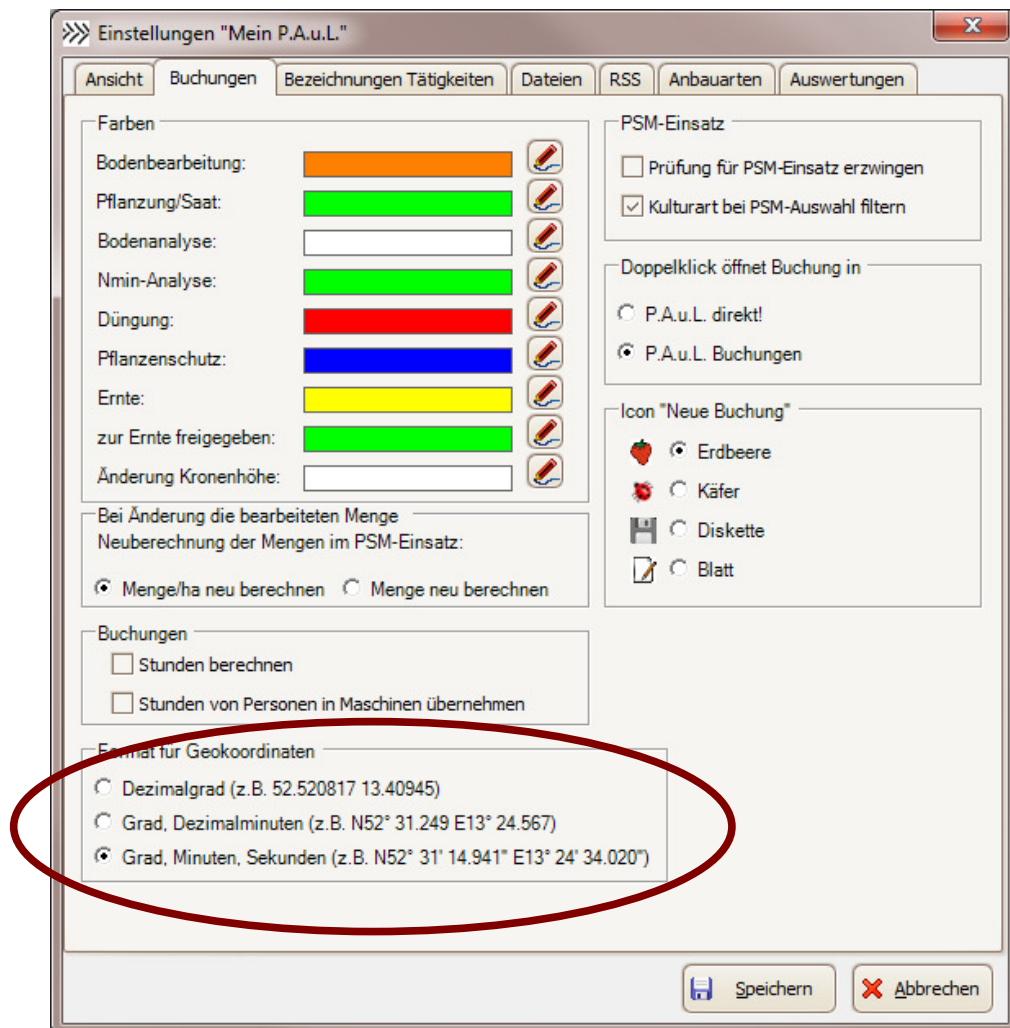 Einstellungen "Mein P.A.u.L."
x
Ansicht Buchungen Bezeichnungen Tätigkeiten Dateien RSS Anbauarten Auswertungen
Farben
Bodenbearbeitung:
Pflanzung/Saat:
Bodenanalyse:
Nmin-Analyse:
Düngung:
Pflanzenschutz:
Ernte:
zur Ernte freigegeben:
Änderung Kronenhöhe:
Bei Änderung die bearbeiteten Menge
Neuberechnung der Mengen im PSM-Einsatz:
Menge/ha neu berechnen Menge neu berechnen
Buchungen
Stunden berechnen
Stunden von Personen in Maschinen übernehmen
Format für Geokoordinaten
Dezimalgrad (z.B. 52.520817 13.40945)
Grad, Dezimalminuten (z.B. N52° 31.249 E13° 24.567)
Grad, Minuten, Sekunden (z.B. N52° 31' 14.941" E13° 24' 34.020")
PSM-Einsatz
Prüfung für PSM-Einsatz erzwingen
Kulturart bei PSM-Auswahl filtern
Doppelklick öffnet Buchung in
P.A.u.L. direkt!
P.A.u.L. Buchungen
Icon "Neue Buchung"
Erdbeere
Käfer
Diskette
Blatt
Speichern Abbrechen